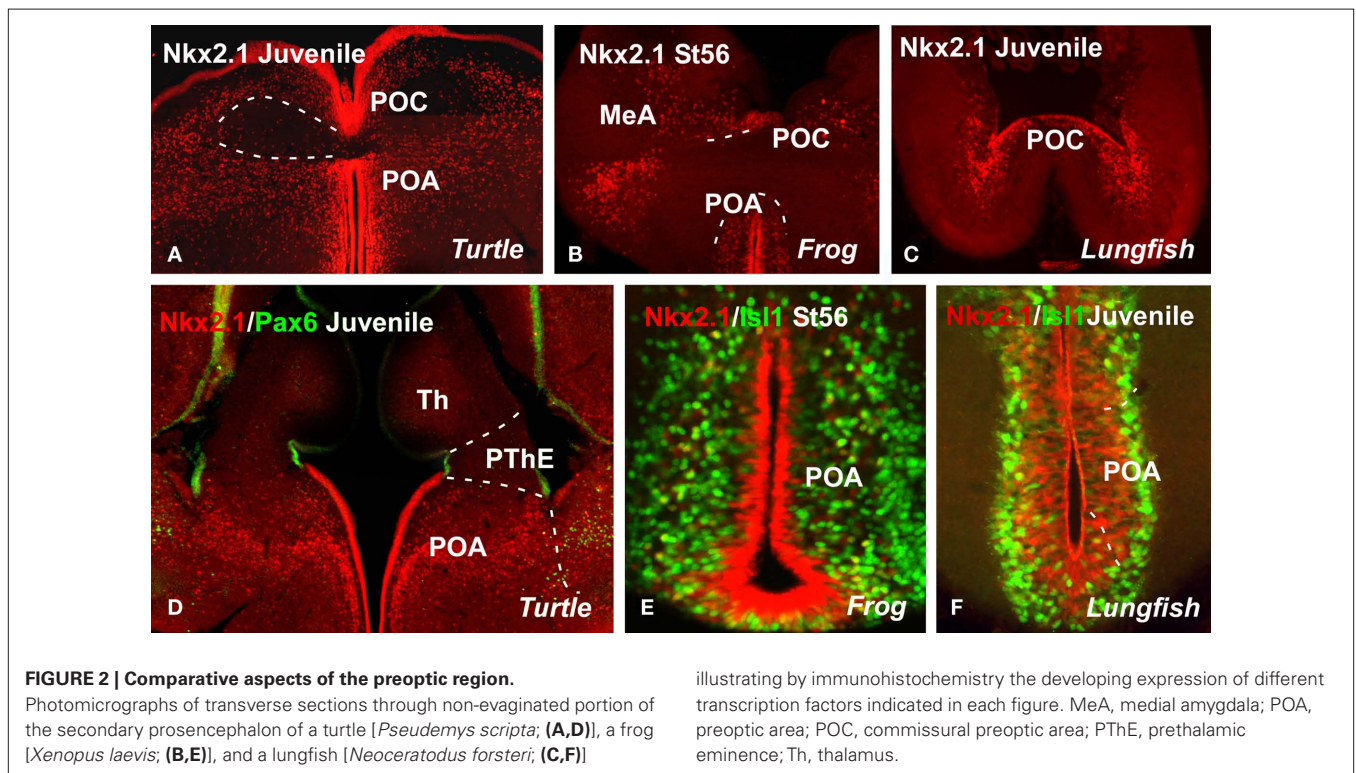 Nkx2.1 Juvenile
POC
POA
A
Turtle
Nkx2.1 St56
MeA
POC
POA
B
Frog
Nkx2.1 Juvenile
POC
C
Lungfish
Nkx2.1/Pax6 Juvenile
Th
PThE
POA
D
Turtle
Nkx2.1/Isl1 St56
POA
E
Frog
Nkx2.1/Isl1 Juvenile
POA
F
Lungfish
FIGURE 2 | Comparative aspects of the preoptic region.
Photomicrographs of transverse sections through non-evaginated portion of
the secondary prosencephalon of a turtle [Pseudemys scripta; (A,D)], a frog
[Xenopus laevis; (B,E)], and a lungfish [Neoceratodus forsteri; (C,F)]
illustrating by immunohistochemistry the developing expression of different
transcription factors indicated in each figure. MeA, medial amygdala; POA,
preoptic area; POC, commissural preoptic area; PThE, prethalamic
eminence; Th, thalamus.